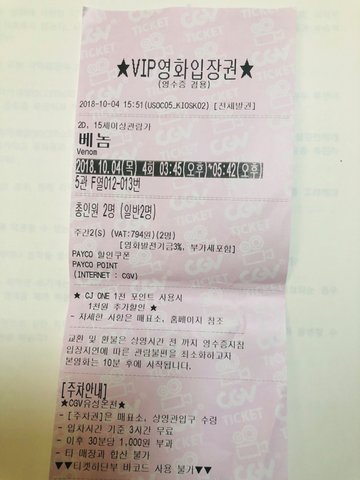 ★VIP영화입장권★
(영수증 겸용)
2018-10-04 15:51(USOC05_KIOSK02) [전체발권]
2D. 15세이상관람가
베놈
Venom
2018.10.04(목) 4회 03:45(오후)~05:42(오후)
5관 F열012-013번
총인원 2명 (일반2명)
주간2(S) (VAT:794원)(2명)
[영화발전기금3%, 부가세포함]
PAYCO 할인쿠폰
PAYCO POINT
(INTERNET : CGV)
★ CJ ONE 1천 포인트 사용시
1천원 추가할인 ★
- 자세한 사항은 매표소, 홈페이지 참조
교환 및 환불은 상영시간 전 까지 영수증지참
입장지연에 따른 관람불편을 최소화하고자
본영화는 10분 후에 시작됩니다.
[주차안내]
★CGV유성온천★
- [주차권]은 매표소, 상영관입구 수령
- 입차시간 기준 3시간 무료
- 이후 30분당 1,000원 부과
- 타 매장과 합산 불가
▼▼티켓하단부 바코드 사용 불가▼▼
CGV
TICKET